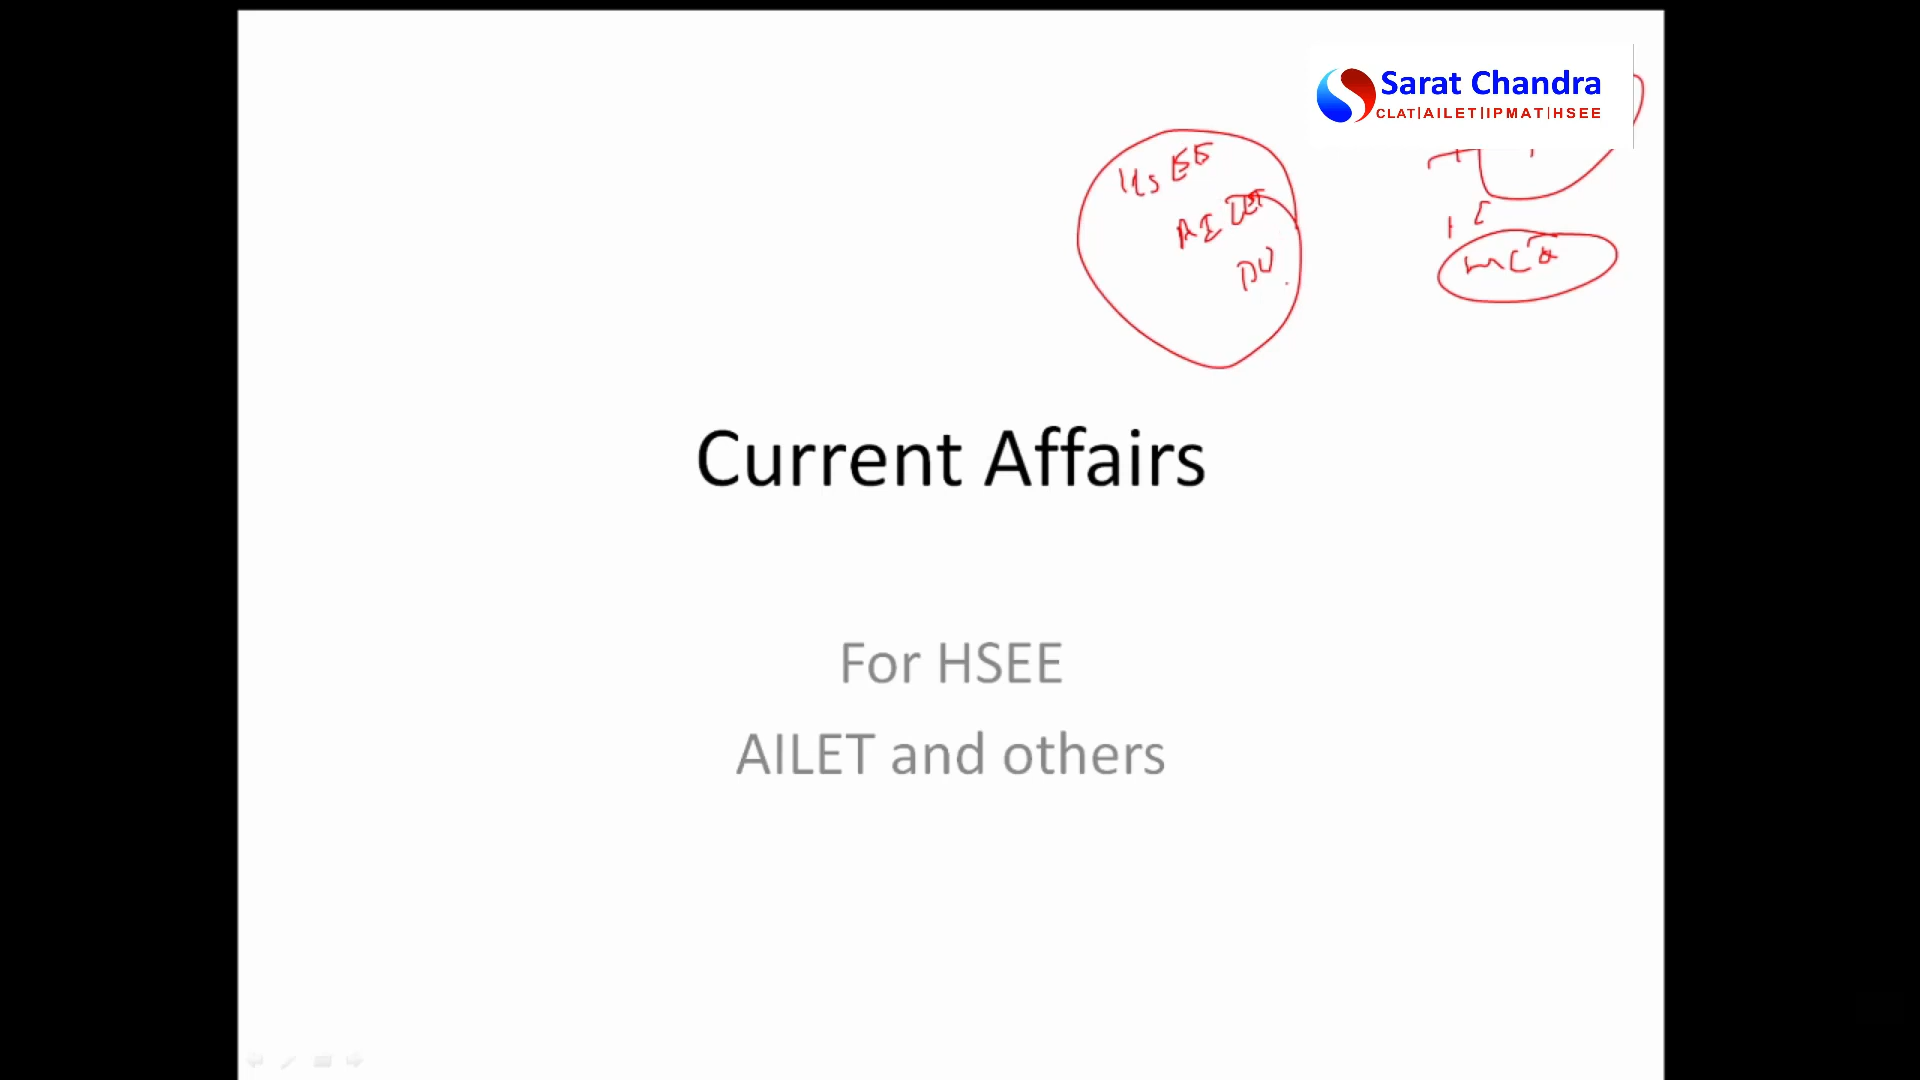 Sarat Chandra
CLAT|AILET|IPMAT|HSEE
HSEE
AILET
DU
MCQ
Current Affairs
For HSEE
AILET and others